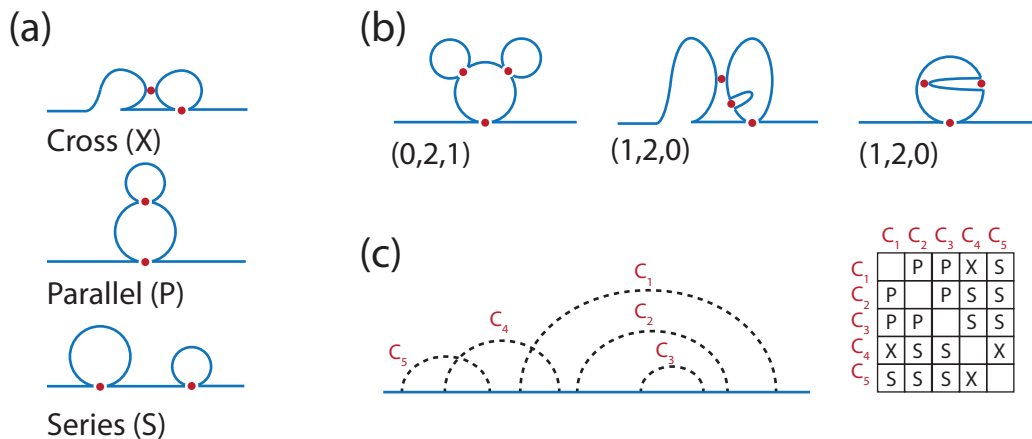 (a)
Cross (X)
Parallel (P)
Series (S)
(b)
(0,2,1)
(1,2,0)
(1,2,0)
(c)
C1
C2
C3
C4
C5
C1 C2 C3 C4 C5
C1 P P X S
C2 P P S S
C3 P P S S
C4 X S S X
C5 S S S X